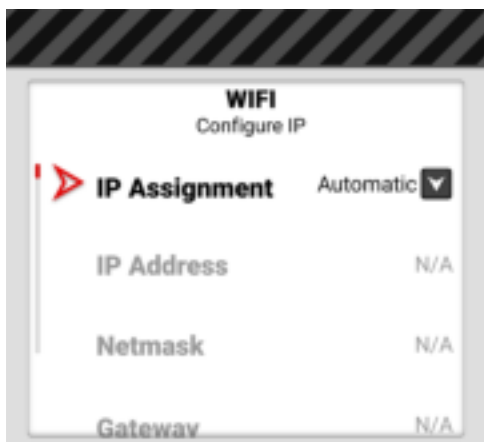 WIFI
Configure IP
IP Assignment Automatic
IP Address N/A
Netmask N/A
Gateway N/A